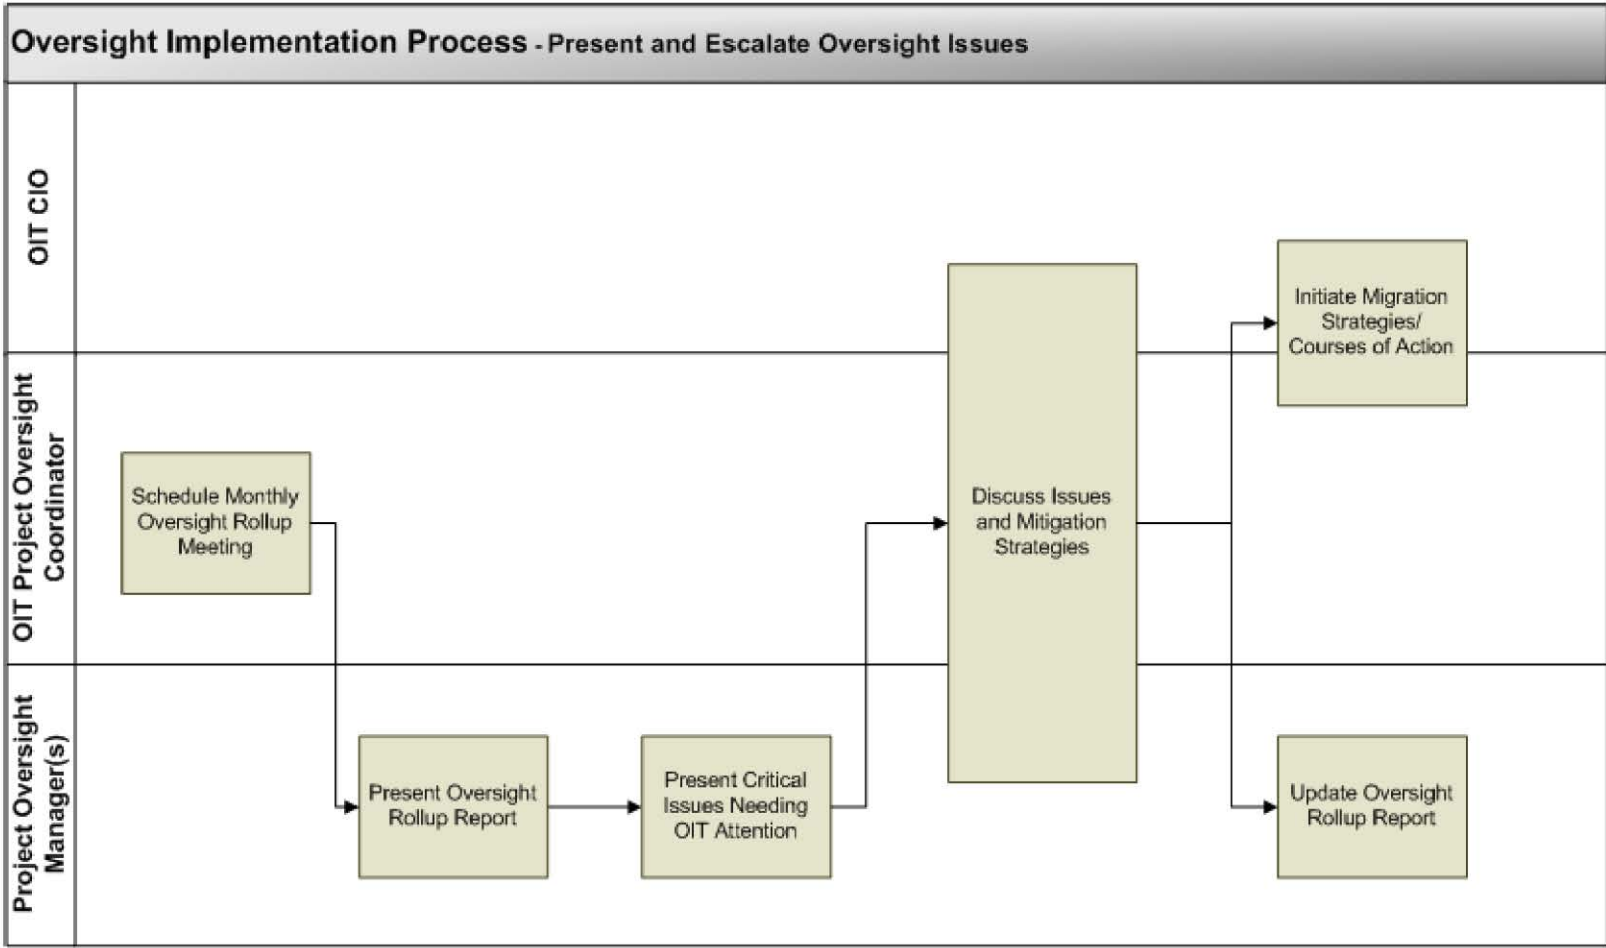 Oversight Implementation Process - Present and Escalate Oversight Issues
OIT CIO
Initiate Migration
Strategies/
Courses of Action
OIT Project Oversight
Coordinator
Schedule Monthly
Oversight Rollup
Meeting
Discuss Issues
and Mitigation
Strategies
Project Oversight
Manager(s)
Present Oversight
Rollup Report
Present Critical
Issues Needing
OIT Attention
Update Oversight
Rollup Report